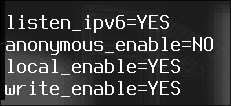 listen_ipv6=YES
anonymous_enable=NO
local_enable=YES
write_enable=YES